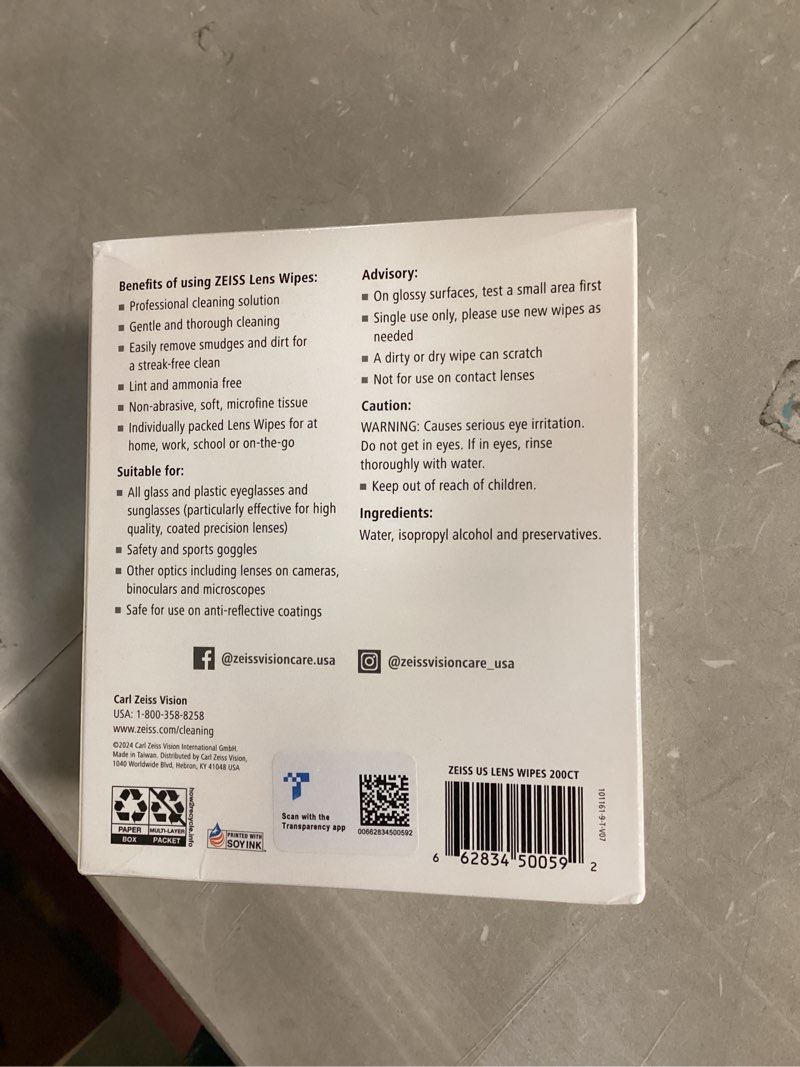 Benefits of using ZEISS Lens Wipes:
■ Professional cleaning solution
■ Gentle and thorough cleaning
■ Easily remove smudges and dirt for
a streak-free clean
■ Lint and ammonia free
■ Non-abrasive, soft, microfine tissue
■ Individually packed Lens Wipes for at
home, work, school or on-the-go
Suitable for:
■ All glass and plastic eyeglasses and
sunglasses (particularly effective for high
quality, coated precision lenses)
■ Safety and sports goggles
■ Other optics including lenses on cameras,
binoculars and microscopes
■ Safe for use on anti-reflective coatings
Advisory:
■ On glossy surfaces, test a small area first
■ Single use only, please use new wipes as
needed
■ A dirty or dry wipe can scratch
■ Not for use on contact lenses
Caution:
WARNING: Causes serious eye irritation.
Do not get in eyes. If in eyes, rinse
thoroughly with water.
■ Keep out of reach of children.
Ingredients:
Water, isopropyl alcohol and preservatives.
@zeissvisioncare.usa
@zeissvisioncare_usa
Carl Zeiss Vision
USA: 1-800-358-8258
www.zeiss.com/cleaning
©2024 Carl Zeiss Vision International GmbH.
Made in Taiwan. Distributed by Carl Zeiss Vision,
1040 Worldwide Blvd, Hebron, KY 41048 USA
PAPER
BOX
MULTI-LAYER
PACKET
how2recycle.info
PRINTED WITH
SOY INK
Scan with the
Transparency app
00662834500592
ZEISS US LENS WIPES 200CT
6 62834 50059 2
101161-9-T-V07